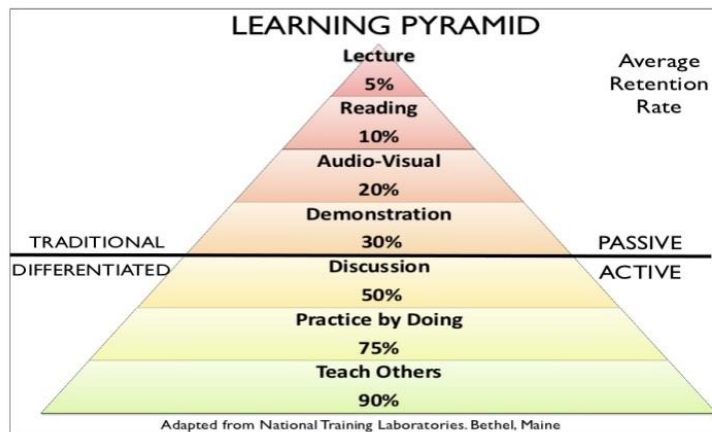 LEARNING PYRAMID
Lecture
5%
Average
Retention
Rate
Reading
10%
Audio-Visual
20%
Demonstration
TRADITIONAL
30%
PASSIVE
DIFFERENTIATED
Discussion
ACTIVE
50%
Practice by Doing
75%
Teach Others
90%
Adapted from National Training Laboratories. Bethel, Maine